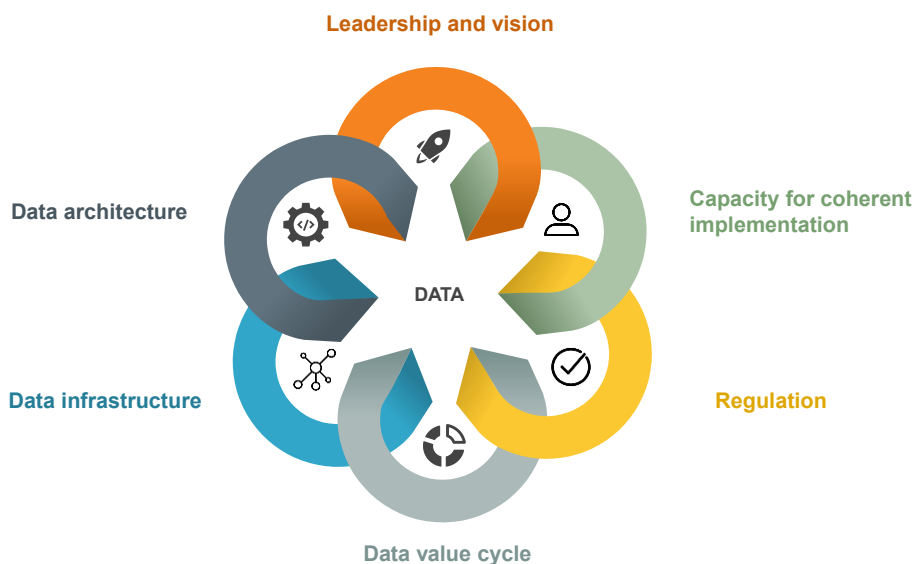 Leadership and vision
Data architecture
Capacity for coherent
implementation
</>
DATA
Data infrastructure
Regulation
Data value cycle